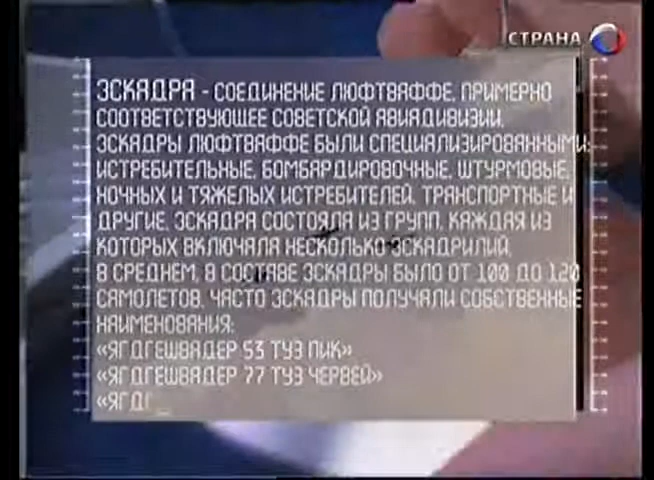 СТРАНА
ЭСКАДРА - СОЕДИНЕНИЕ ЛЮФТВАФФЕ, ПРИМЕРНО
СООТВЕТСТВУЮЩЕЕ СОВЕТСКОЙ АВИАДИВИЗИИ.
ЭСКАДРЫ ЛЮФТВАФФЕ БЫЛИ СПЕЦИАЛИЗИРОВАННЫМИ:
ИСТРЕБИТЕЛЬНЫЕ, БОМБАРДИРОВОЧНЫЕ, ШТУРМОВЫЕ,
НОЧНЫХ И ТЯЖЕЛЫХ ИСТРЕБИТЕЛЕЙ, ТРАНСПОРТНЫЕ И
ДРУГИЕ. ЭСКАДРА СОСТОЯЛА ИЗ ГРУПП, КАЖДАЯ ИЗ
КОТОРЫХ ВКЛЮЧАЛА НЕСКОЛЬКО ЭСКАДРИЛИЙ.
В СРЕДНЕМ, В СОСТАВЕ ЭСКАДРЫ БЫЛО ОТ 100 ДО 120
САМОЛЕТОВ. ЧАСТО ЭСКАДРЫ ПОЛУЧАЛИ СОБСТВЕННЫЕ
НАИМЕНОВАНИЯ:
«ЯГДГЕШВАДЕР 53 ТУЗ ПИК»
«ЯГДГЕШВАДЕР 77 ТУЗ ЧЕРВЕЙ»
«ЯГДГ_